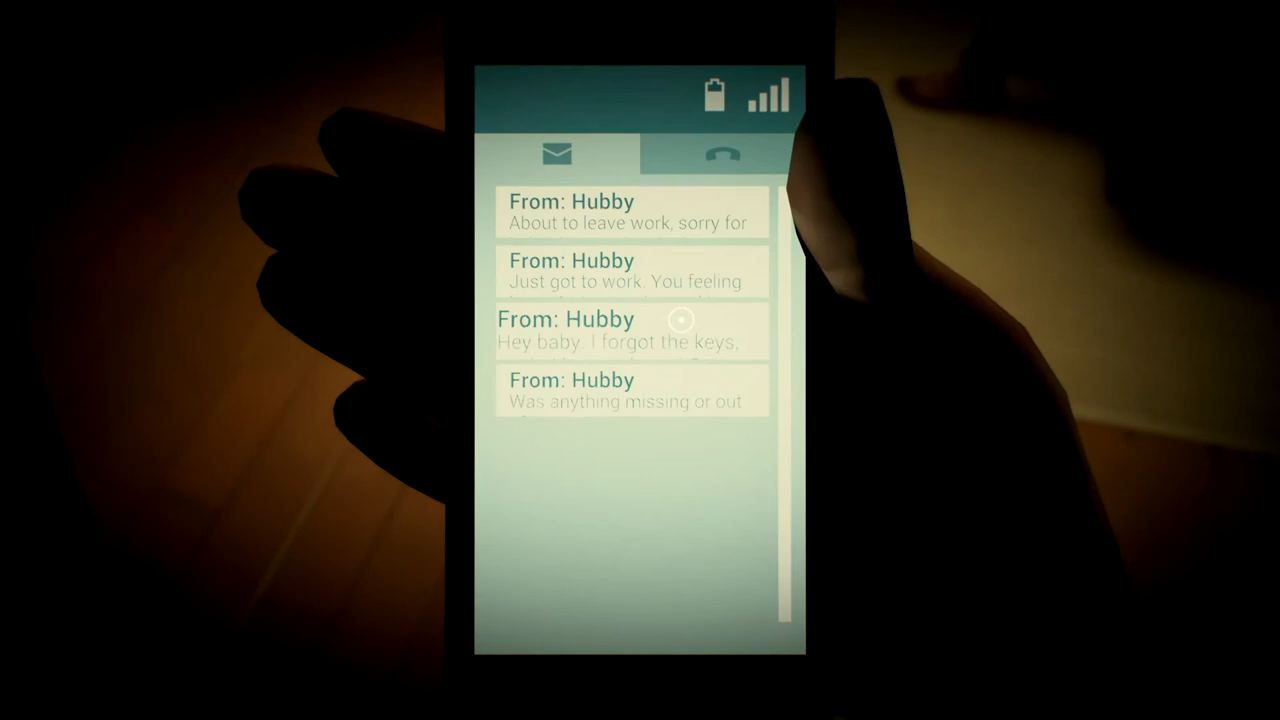 From: Hubby
About to leave work, sorry for
From: Hubby
Just got to work. You feeling
From: Hubby
Hey baby. I forgot the keys,
From: Hubby
Was anything missing or out